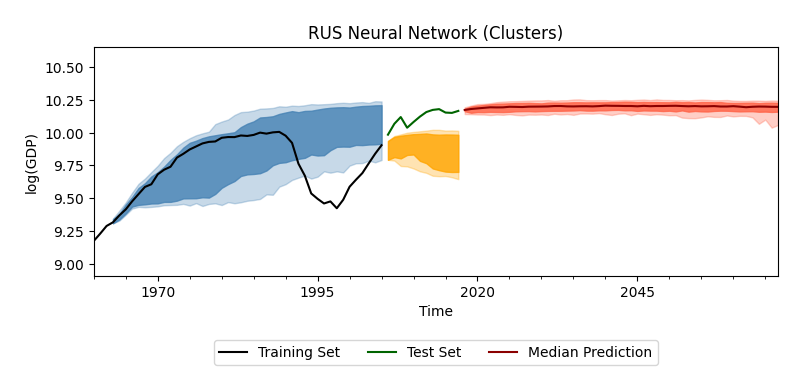 RUS Neural Network (Clusters)
10.50
10.25
10.00
9.75
9.50
9.25
9.00
log(GDP)
1970 1995 2020 2045
Time
Training Set Test Set Median Prediction